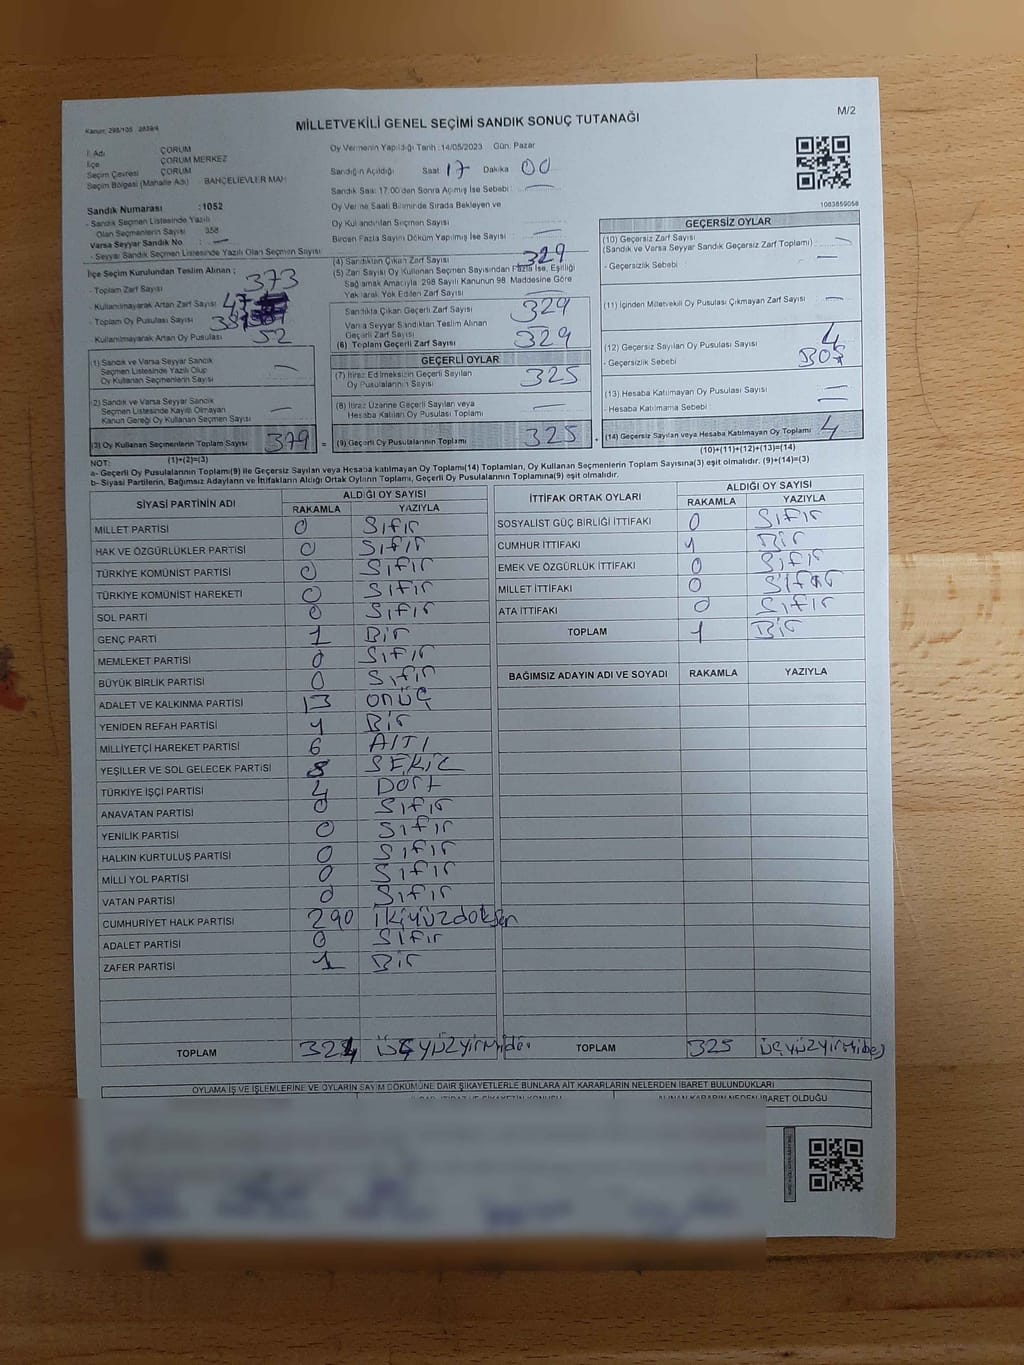 M/2
Kanun: 298/105 : 2839/4
MİLLETVEKİLİ GENEL SEÇİMİ SANDIK SONUÇ TUTANAĞI
İl Adı ÇORUM
İlçe ÇORUM MERKEZ
Seçim Çevresi ÇORUM
Seçim Bölgesi (Mahalle Adı) BAHÇELİEVLER MAH
Sandık Numarası :1052
- Sandık Seçmen Listesinde Yazılı
Olan Seçmenlerin Sayısı 358
Varsa Seyyar Sandık No :
- Seyyar Sandık Seçmen Listesinde Yazılı Olan Seçmen Sayısı
Oy Vermenin Yapıldığı Tarih :14/05/2023 Gün: Pazar
Sandığın Açıldığı Saat 17 Dakika 00
Sandık Saat 17:00'den Sonra Açılmış İse Sebebi :
Oy Verme Saati Bitiminde Sırada Bekleyen ve
Oy Kullandırılan Seçmen Sayısı
Birden Fazla Sayım Döküm Yapılmış İse Sayısı :
1083859058
İlçe Seçim Kurulundan Teslim Alınan ;
- Toplam Zarf Sayısı 373
- Kullanılmayarak Artan Zarf Sayısı
- Toplam Oy Pusulası Sayısı
- Kullanılmayarak Artan Oy Pusulası 52
(1) Sandık ve Varsa Seyyar Sandık
Seçmen Listesinde Yazılı Olup
Oy Kullanan Seçmenlerin Sayısı
(2) Sandık ve Varsa Seyyar Sandık
Seçmen Listesinde Kayıtlı Olmayan
Kanun Gereği Oy Kullanan Seçmen Sayısı
(3) Oy Kullanan Seçmenlerin Toplam Sayısı 379 =
(1)+(2)=(3)
(4) Sandıktan Çıkan Zarf Sayısı 329
(5) Zarf Sayısı Oy Kullanan Seçmen Sayısından Fazla İse, Eşitliği
Sağlamak Amacıyla 298 Sayılı Kanunun 98 Maddesine Göre
Yakılarak Yok Edilen Zarf Sayısı
Sandıkta Çıkan Geçerli Zarf Sayısı 329
Varsa Seyyar Sandıktan Teslim Alınan
Geçerli Zarf Sayısı
(6) Toplam Geçerli Zarf Sayısı 329
GEÇERLİ OYLAR
(7) İtiraz Edilmeksizin Geçerli Sayılan
Oy Pusulalarının Sayısı 325
(8) İtiraz Üzerine Geçerli Sayılan veya
Hesaba Katılan Oy Pusulası Toplamı
(9) Geçerli Oy Pusulalarının Toplamı 325
GEÇERSİZ OYLAR
(10) Geçersiz Zarf Sayısı
(Sandık ve Varsa Seyyar Sandık Geçersiz Zarf Toplamı) :
- Geçersizlik Sebebi :
(11) İçinden Milletvekili Oy Pusulası Çıkmayan Zarf Sayısı
(12) Geçersiz Sayılan Oy Pusulası Sayısı 4
- Geçersizlik Sebebi : BOŞ
(13) Hesaba Katılmayan Oy Pusulası Sayısı
- Hesaba Katılmama Sebebi :
(14) Geçersiz Sayılan veya Hesaba Katılmayan Oy Toplamı 4
(10)+(11)+(12)+(13)=(14)
NOT:
a- Geçerli Oy Pusulalarının Toplamı(9) ile Geçersiz Sayılan veya Hesaba Katılmayan Oy Toplamı(14) Toplamları, Oy Kullanan Seçmenlerin Toplam Sayısına(3) eşit olmalıdır. (9)+(14)=(3)
b- Siyasi Partilerin, Bağımsız Adayların ve İttifakların Aldığı Ortak Oyların Toplamı, Geçerli Oy Pusulalarının Toplamına(9) eşit olmalıdır.
SİYASİ PARTİNİN ADI ALDIĞI OY SAYISI
RAKAMLA YAZIYLA
MİLLET PARTİSİ 0 Sıfır
HAK VE ÖZGÜRLÜKLER PARTİSİ 0 Sıfır
TÜRKİYE KOMÜNİST PARTİSİ 0 Sıfır
TÜRKİYE KOMÜNİST HAREKETİ 0 Sıfır
SOL PARTİ 0 Sıfır
GENÇ PARTİ 1 Bir
MEMLEKET PARTİSİ 0 Sıfır
BÜYÜK BİRLİK PARTİSİ 0 Sıfır
ADALET VE KALKINMA PARTİSİ 13 onüç
YENİDEN REFAH PARTİSİ 1 Bir
MİLLİYETÇİ HAREKET PARTİSİ 6 Altı
YEŞİLLER VE SOL GELECEK PARTİSİ 8 SEKİZ
TÜRKİYE İŞÇİ PARTİSİ 4 Dört
ANAVATAN PARTİSİ 0 Sıfır
YENİLİK PARTİSİ 0 Sıfır
HALKIN KURTULUŞ PARTİSİ 0 Sıfır
MİLLİ YOL PARTİSİ 0 Sıfır
VATAN PARTİSİ 0 Sıfır
CUMHURİYET HALK PARTİSİ 290 ikiyüzdoksan
ADALET PARTİSİ 0 Sıfır
ZAFER PARTİSİ 1 Bir
TOPLAM 324 üçyüzyirmidö
İTTİFAK ORTAK OYLARI ALDIĞI OY SAYISI
RAKAMLA YAZIYLA
SOSYALİST GÜÇ BİRLİĞİ İTTİFAKI 0 Sıfır
CUMHUR İTTİFAKI 1 Bir
EMEK VE ÖZGÜRLÜK İTTİFAKI 0 Sıfır
MİLLET İTTİFAKI 0 Sıfır
ATA İTTİFAKI 0 Sıfır
TOPLAM 1 Bir
BAĞIMSIZ ADAYIN ADI VE SOYADI RAKAMLA YAZIYLA
TOPLAM 325 üçyüzyirmibeş
OYLAMA İŞ VE İŞLEMLERİNE VE OYLARIN SAYIM DÖKÜMÜNE DAİR ŞİKAYETLERLE BUNLARA AİT KARARLARIN NELERDEN İBARET BULUNDUKLARI
ALINAN KARARIN NEDEN İBARET OLDUĞU